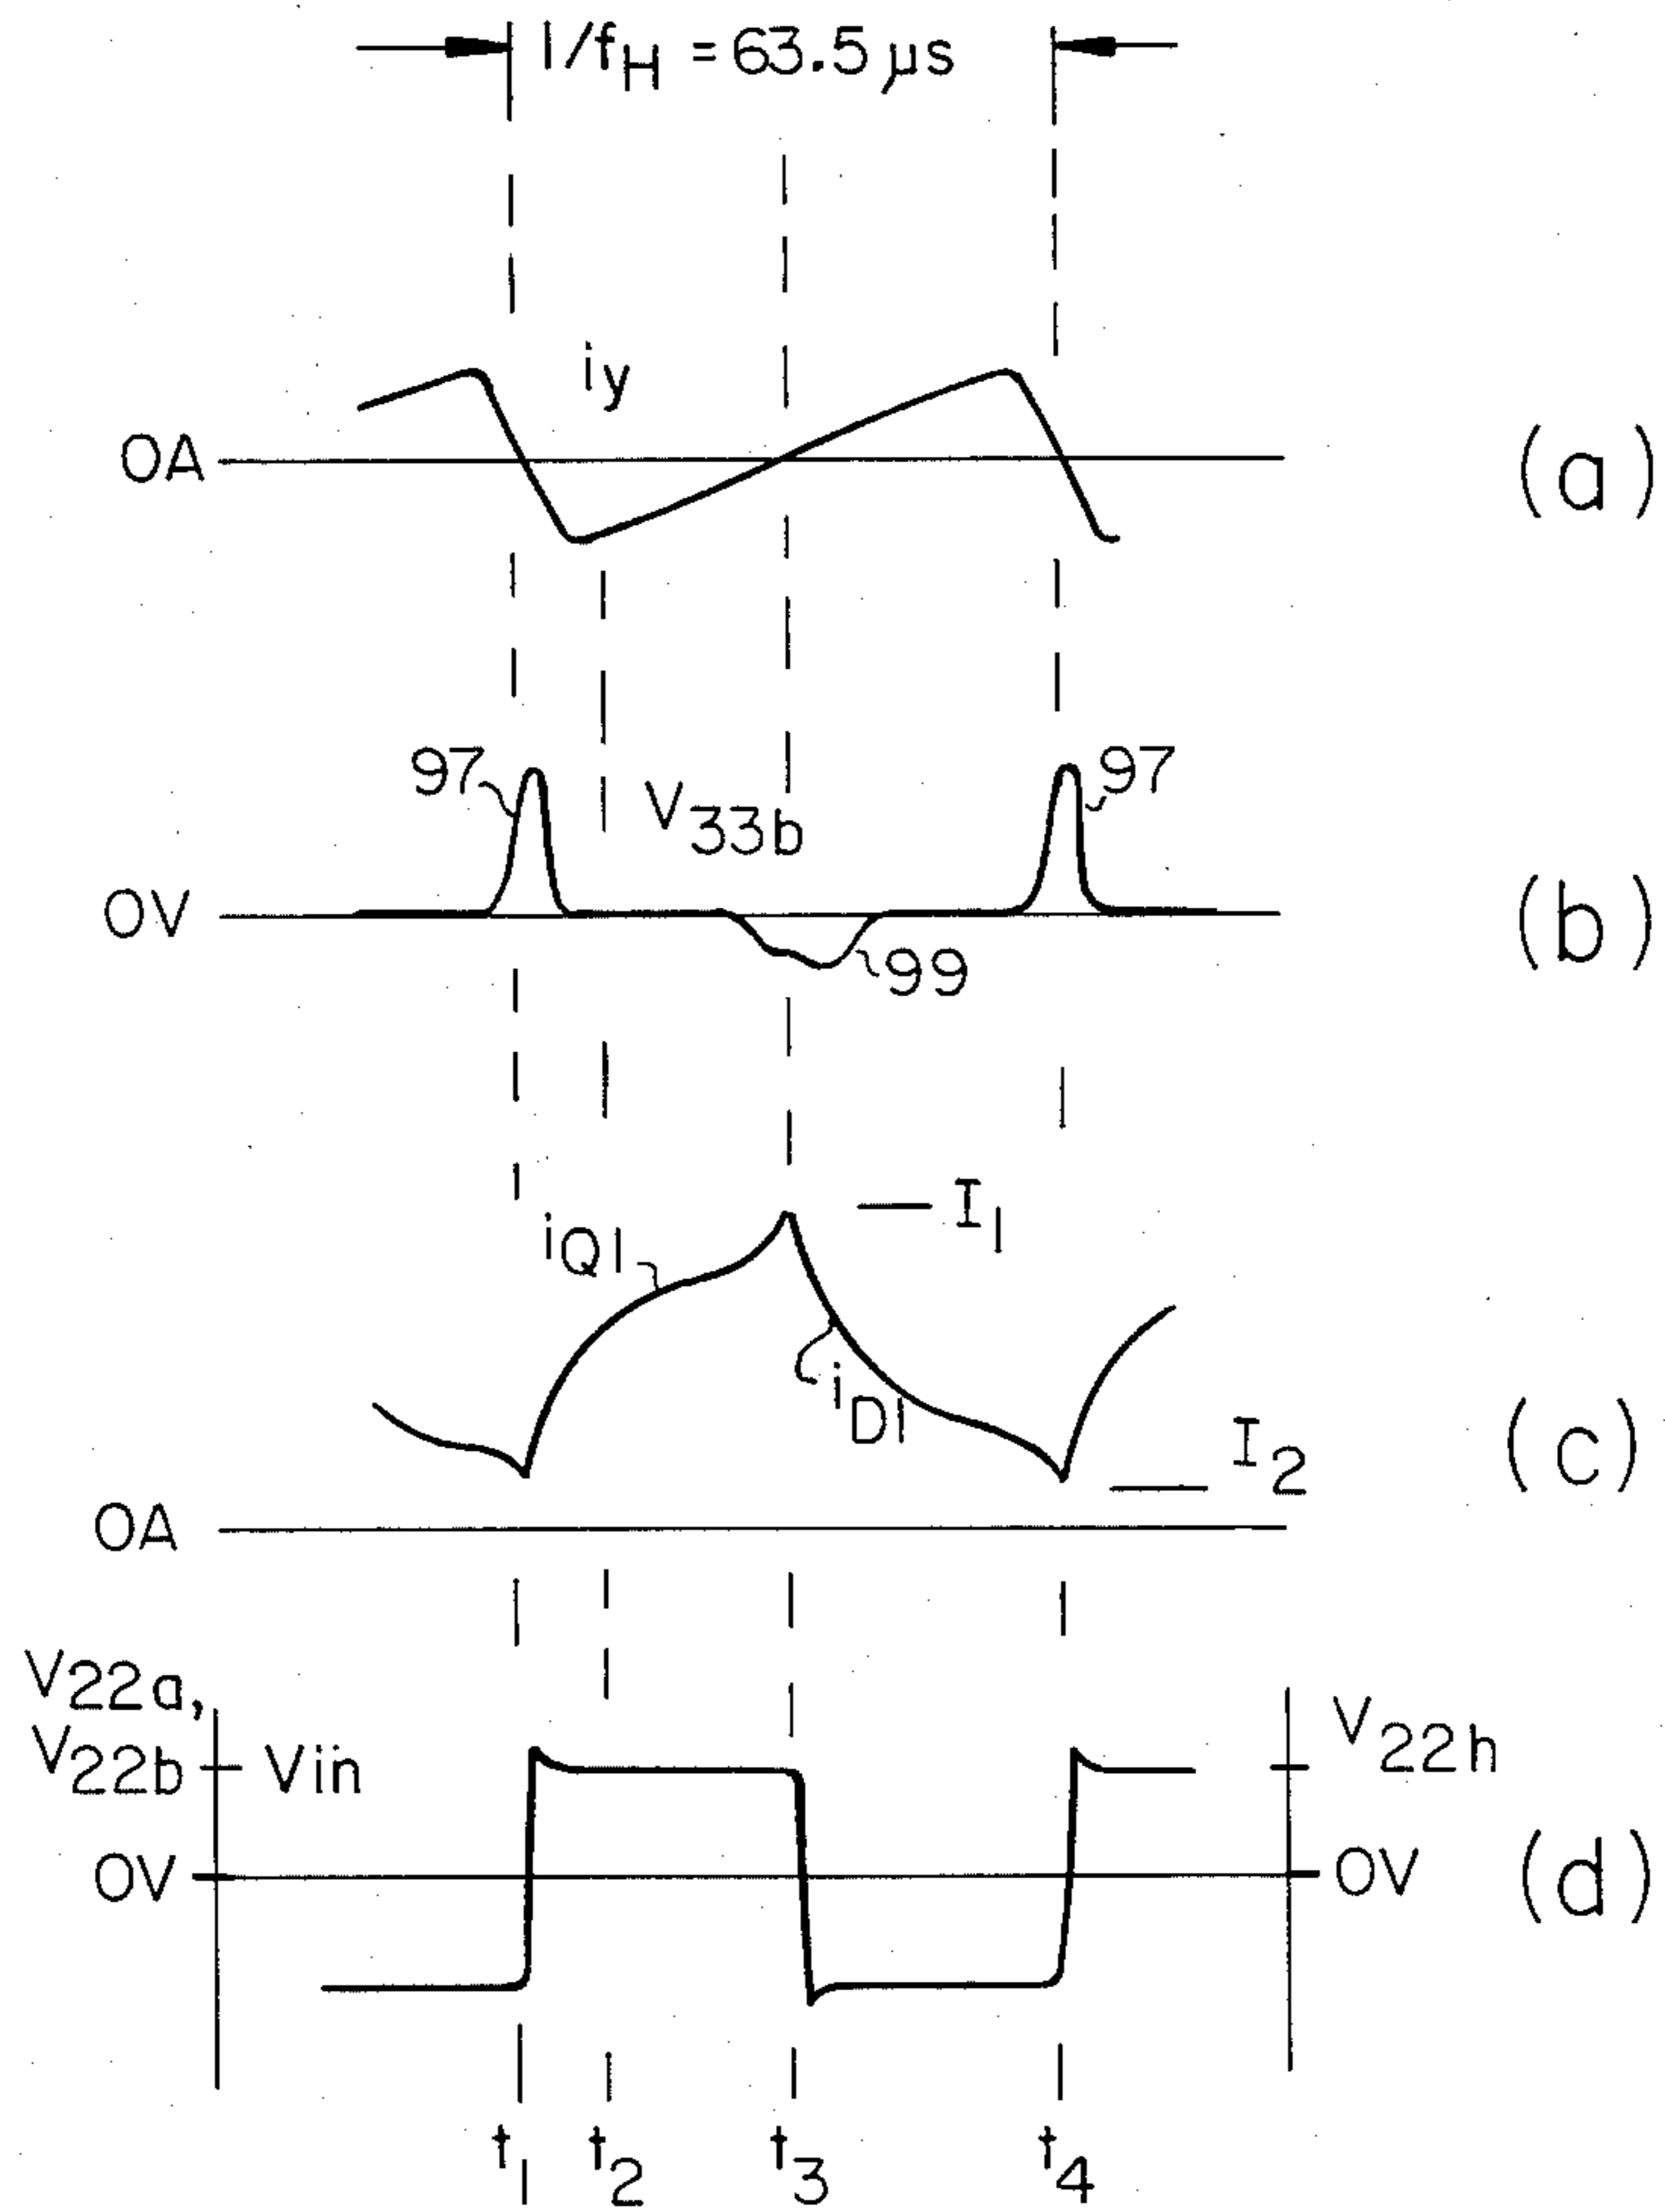 1/fH = 63.5 µs
iy
OA
(a)
97
V33b
97
OV
99
(b)
I1
iQ1
iD1
I2
(c)
OA
V22a,
V22b
Vin
V22h
OV
OV
(d)
t1 t2 t3 t4